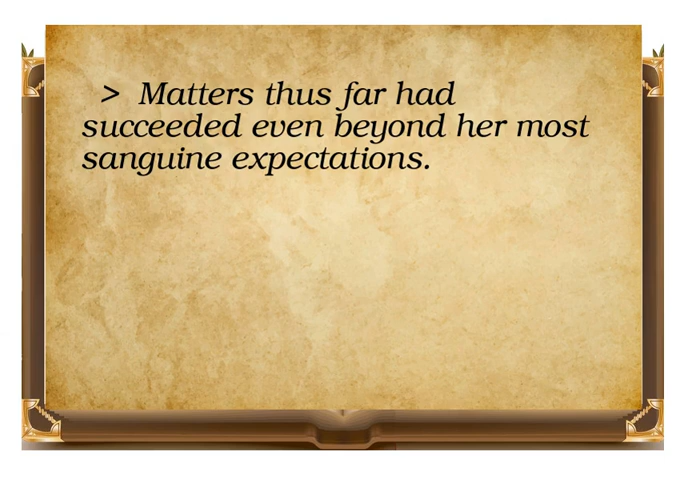 > Matters thus far had
succeeded even beyond her most
sanguine expectations.